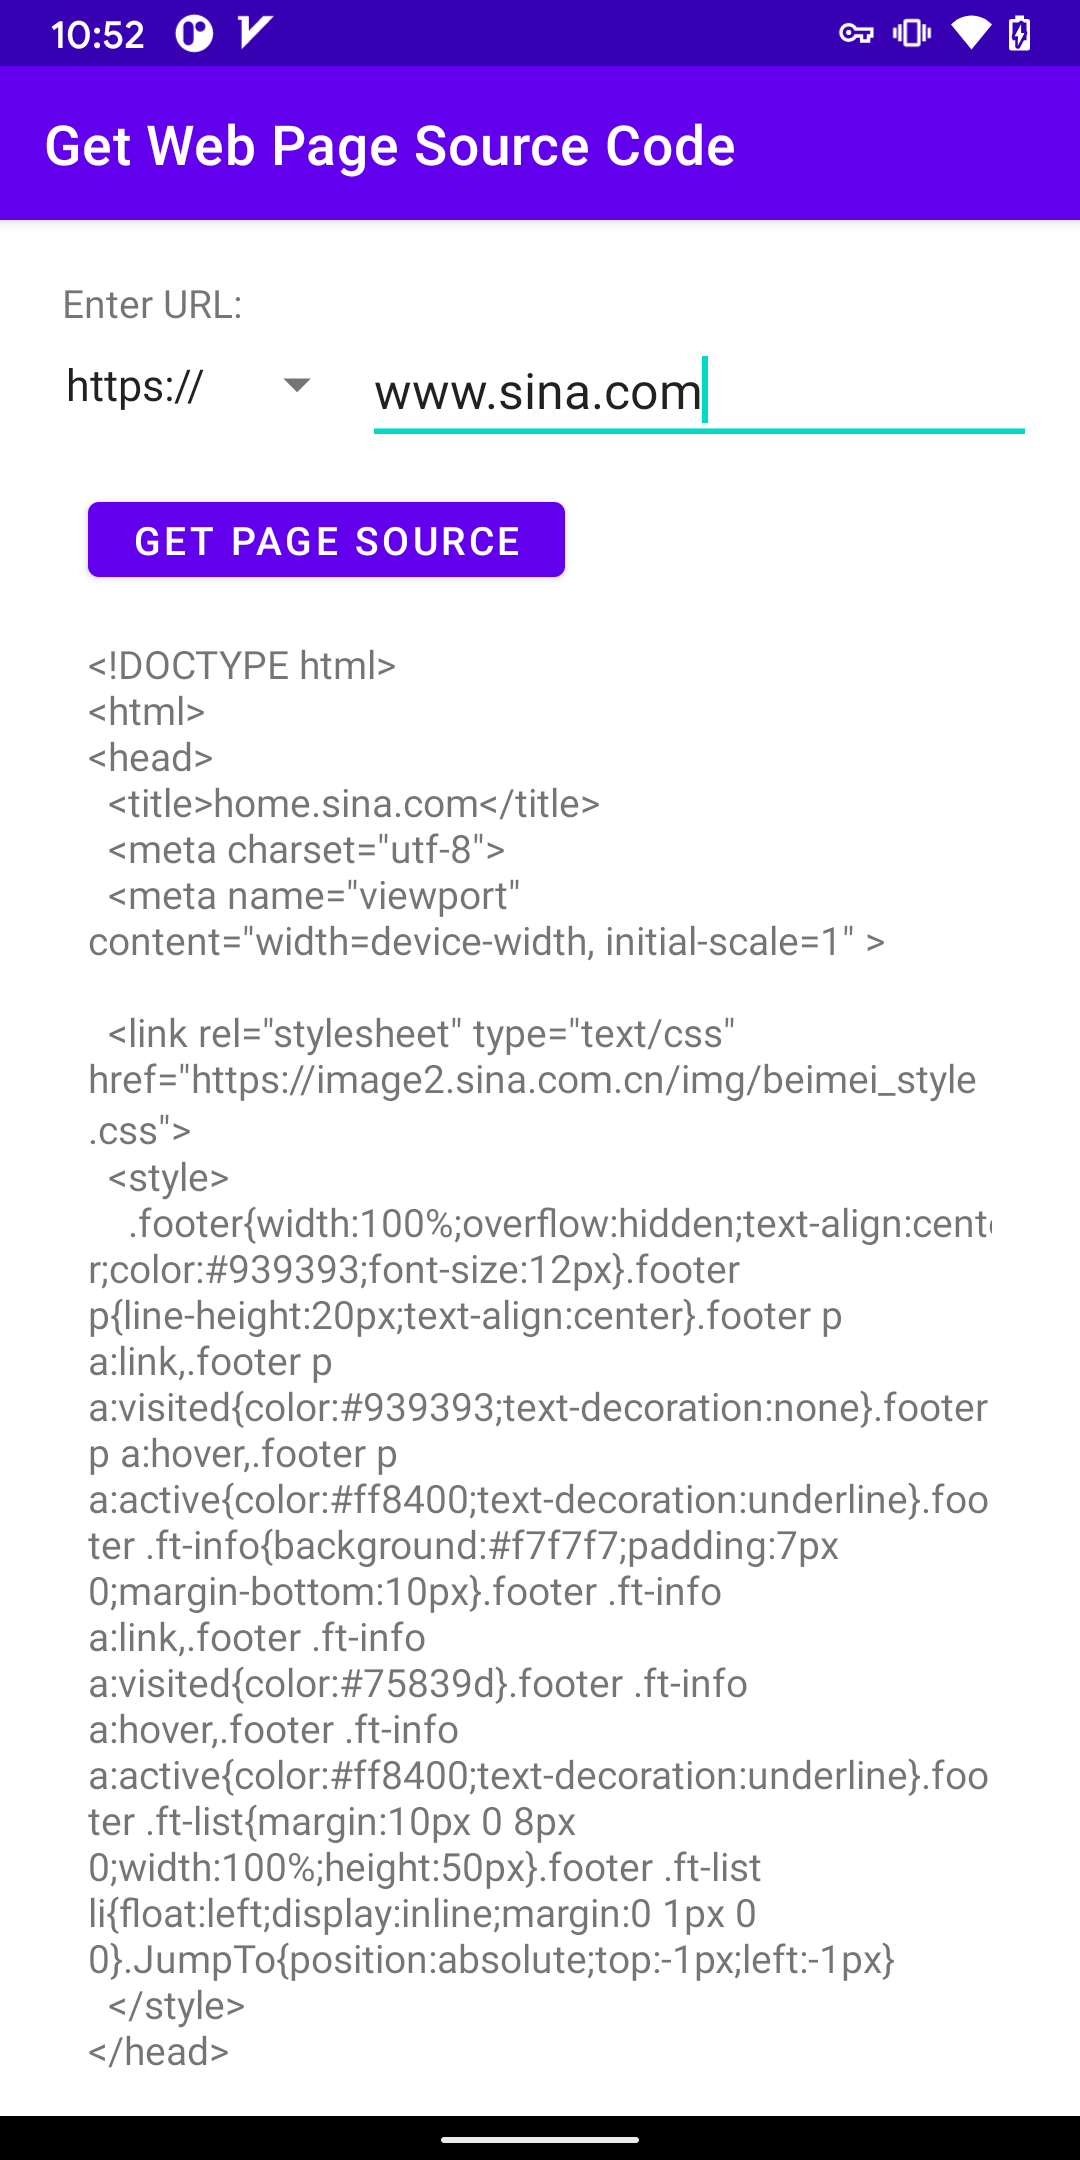 10:52
Get Web Page Source Code
Enter URL:
https://
www.sina.com
GET PAGE SOURCE
<!DOCTYPE html>
<html>
<head>
<title>home.sina.com</title>
<meta charset="utf-8">
<meta name="viewport"
content="width=device-width, initial-scale=1" >
<link rel="stylesheet" type="text/css"
href="https://image2.sina.com.cn/img/beimei_style
.css">
<style>
.footer{width:100%;overflow:hidden;text-align:cente
r;color:#939393;font-size:12px}.footer
p{line-height:20px;text-align:center}.footer p
a:link,.footer p
a:visited{color:#939393;text-decoration:none}.footer
p a:hover,.footer p
a:active{color:#ff8400;text-decoration:underline}.foo
ter .ft-info{background:#f7f7f7;padding:7px
0;margin-bottom:10px}.footer .ft-info
a:link,.footer .ft-info
a:visited{color:#75839d}.footer .ft-info
a:hover,.footer .ft-info
a:active{color:#ff8400;text-decoration:underline}.foo
ter .ft-list{margin:10px 0 8px
0;width:100%;height:50px}.footer .ft-list
li{float:left;display:inline;margin:0 1px 0
0}.JumpTo{position:absolute;top:-1px;left:-1px}
</style>
</head>